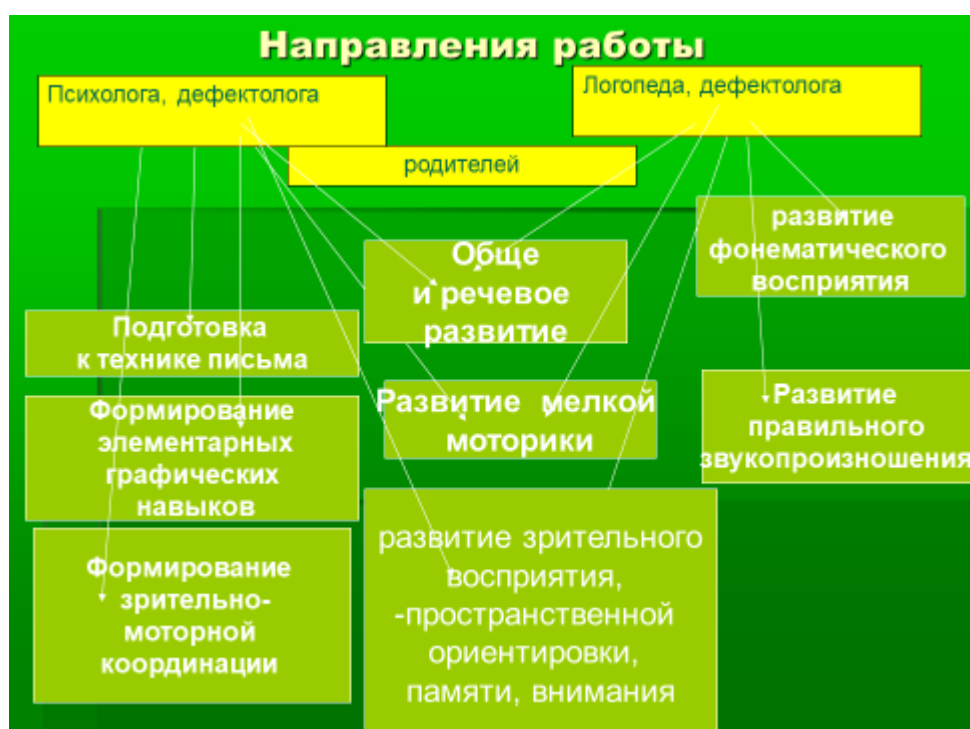 Направления работы
Психолога, дефектолога
Логопеда, дефектолога
родителей
развитие
фонематического
восприятия
Обще
и речевое
развитие
Подготовка
к технике письма
Развитие мелкой
моторики
Развитие
правильного
звукопроизношения
Формирование
элементарных
графических
навыков
развитие зрительного
восприятия,
-пространственной
ориентировки,
памяти, внимания
Формирование
зрительно-
моторной
координации